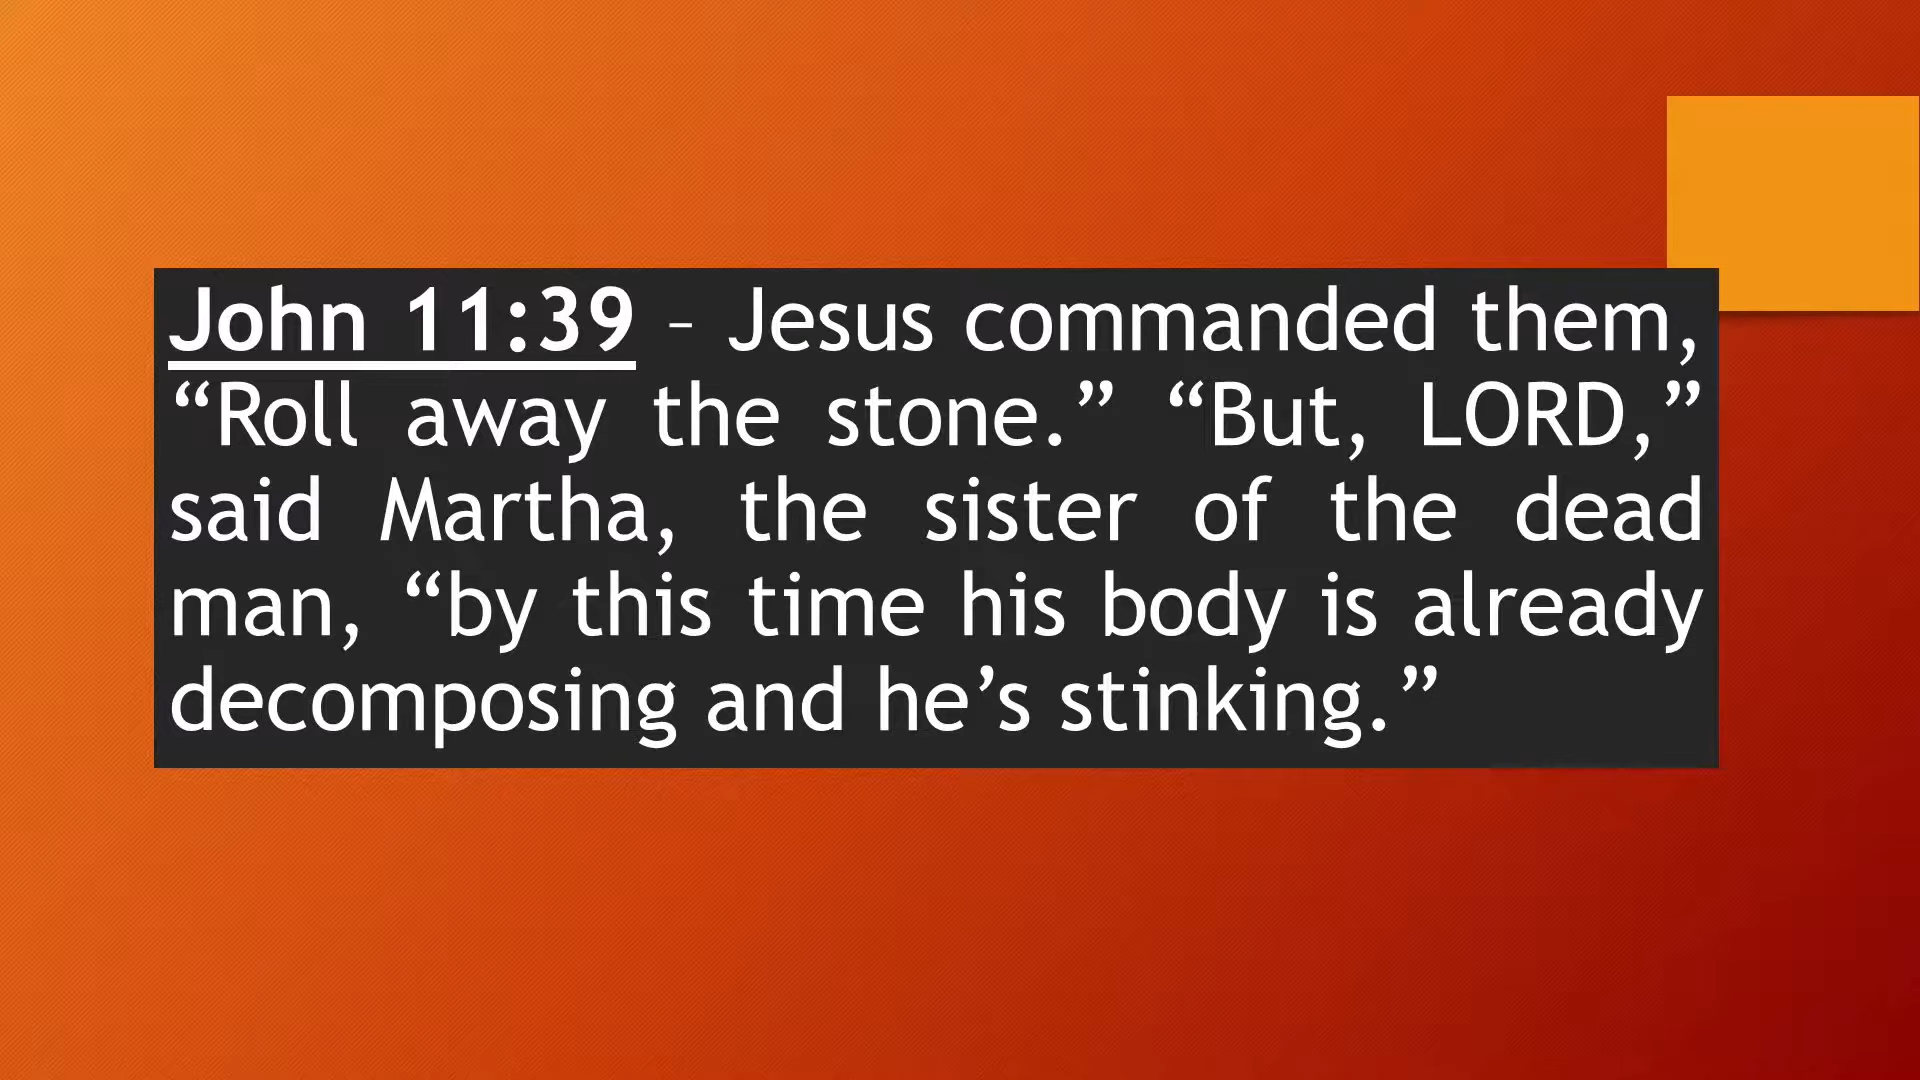 John 11:39 – Jesus commanded them,
“Roll away the stone.” “But, LORD,”
said Martha, the sister of the dead
man, “by this time his body is already
decomposing and he’s stinking.”